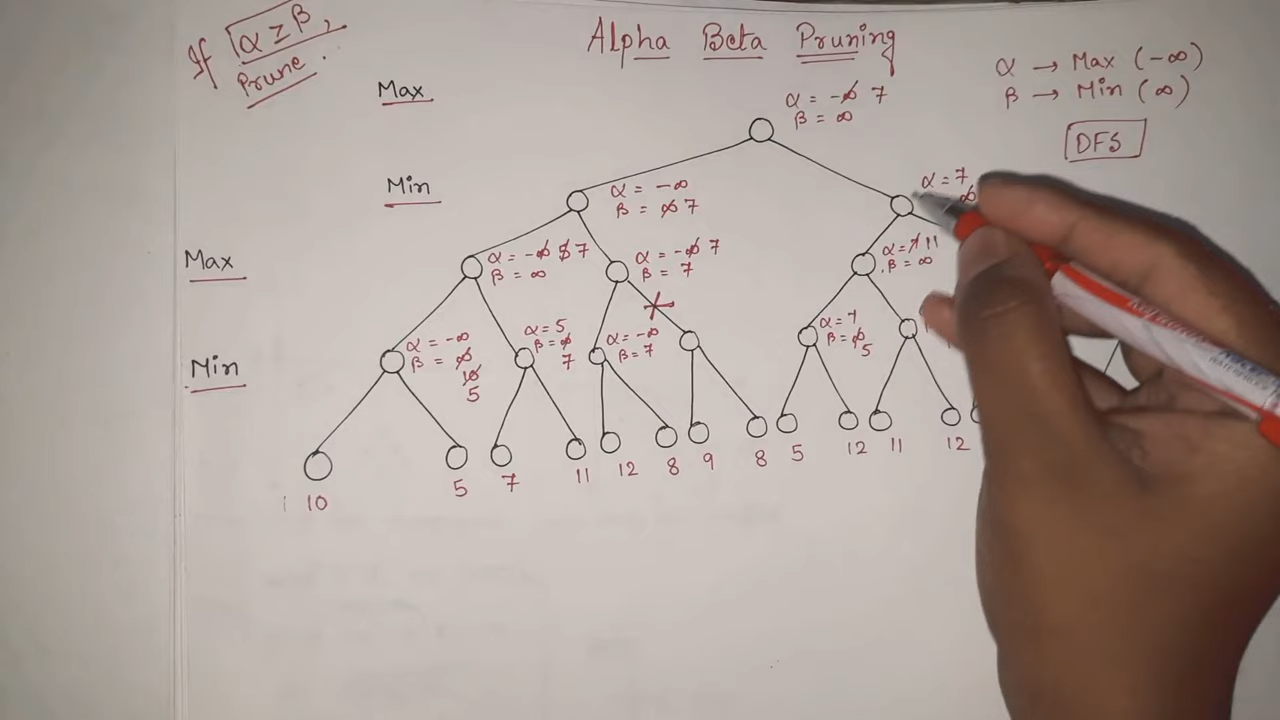 If α ≥ β,
Prune.
Alpha Beta Pruning
α → Max (-∞)
β → Min (∞)
DFS
Max
α = -∞ 7
β = ∞
Min
α = -∞
β = ∞ 7
α = 7
∞
Max
α = -∞ 5 7
β = ∞
α = -∞ 7
β = 7
α = 7 11
β = ∞
Min
α = -∞
β = ∞
10
5
α = 5
β = ∞
7
α = -∞
β = 7
α = 7
β = ∞
5
10 5 7 11 12 8 9 8 5 12 11 12